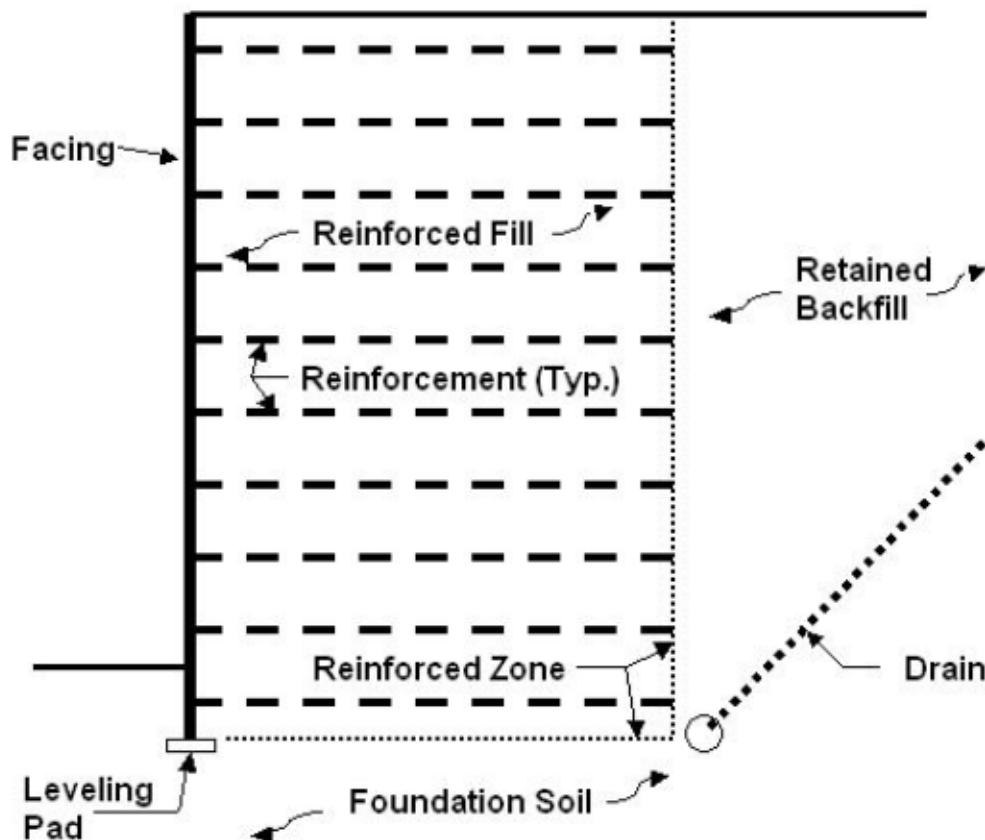 Facing
Reinforced Fill
Retained
Backfill
Reinforcement (Typ.)
Reinforced Zone
Drain
Leveling
Pad
Foundation Soil